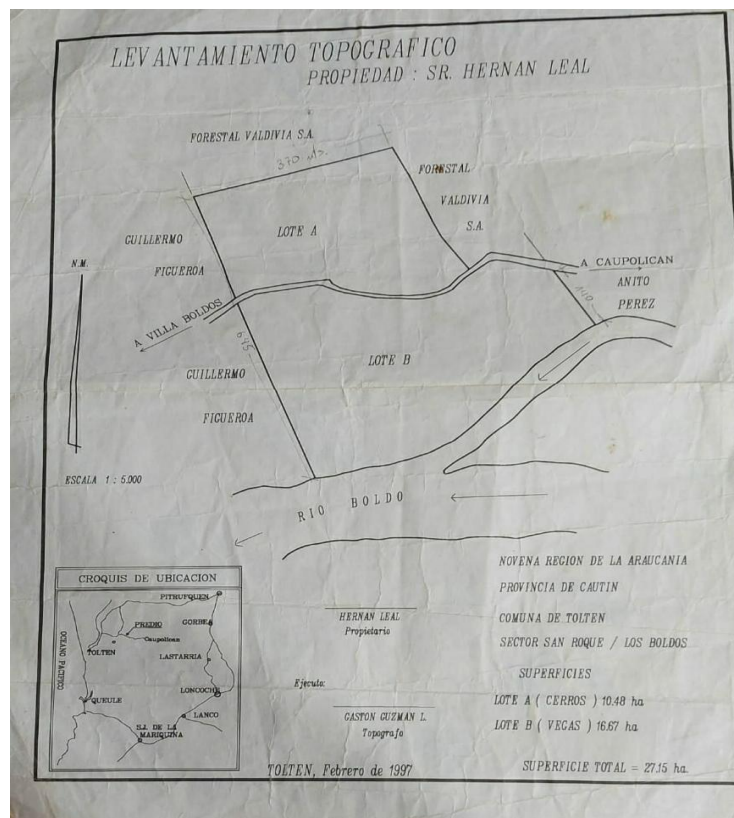 LEVANTAMIENTO TOPOGRAFICO
PROPIEDAD : SR. HERNAN LEAL
FORESTAL VALDIVIA S.A.
370 mts.
FORESTAL
VALDIVIA
S.A.
GUILLERMO
FIGUEROA
LOTE A
N.M.
A CAUPOLICAN
ANITO
PEREZ
140
A VILLA BOLDOS
645
LOTE B
GUILLERMO
FIGUEROA
ESCALA 1 : 5.000
RIO BOLDO
CROQUIS DE UBICACION
PITRUFQUEN
PREDIO
GORBEA
Caupolican
TOLTEN
LASTARRIA
OCEANO PACIFICO
LONCOCHE
QUEULE
LANCO
S.J. DE LA
MARIQUINA
HERNAN LEAL
Propietario
Ejecuto:
GASTON GUZMAN L.
Topografo
TOLTEN, Febrero de 1997
NOVENA REGION DE LA ARAUCANIA
PROVINCIA DE CAUTIN
COMUNA DE TOLTEN
SECTOR SAN ROQUE / LOS BOLDOS
SUPERFICIES
LOTE A ( CERROS ) 10.48 ha
LOTE B ( VEGAS ) 16.67 ha
SUPERFICIE TOTAL = 27.15 ha.